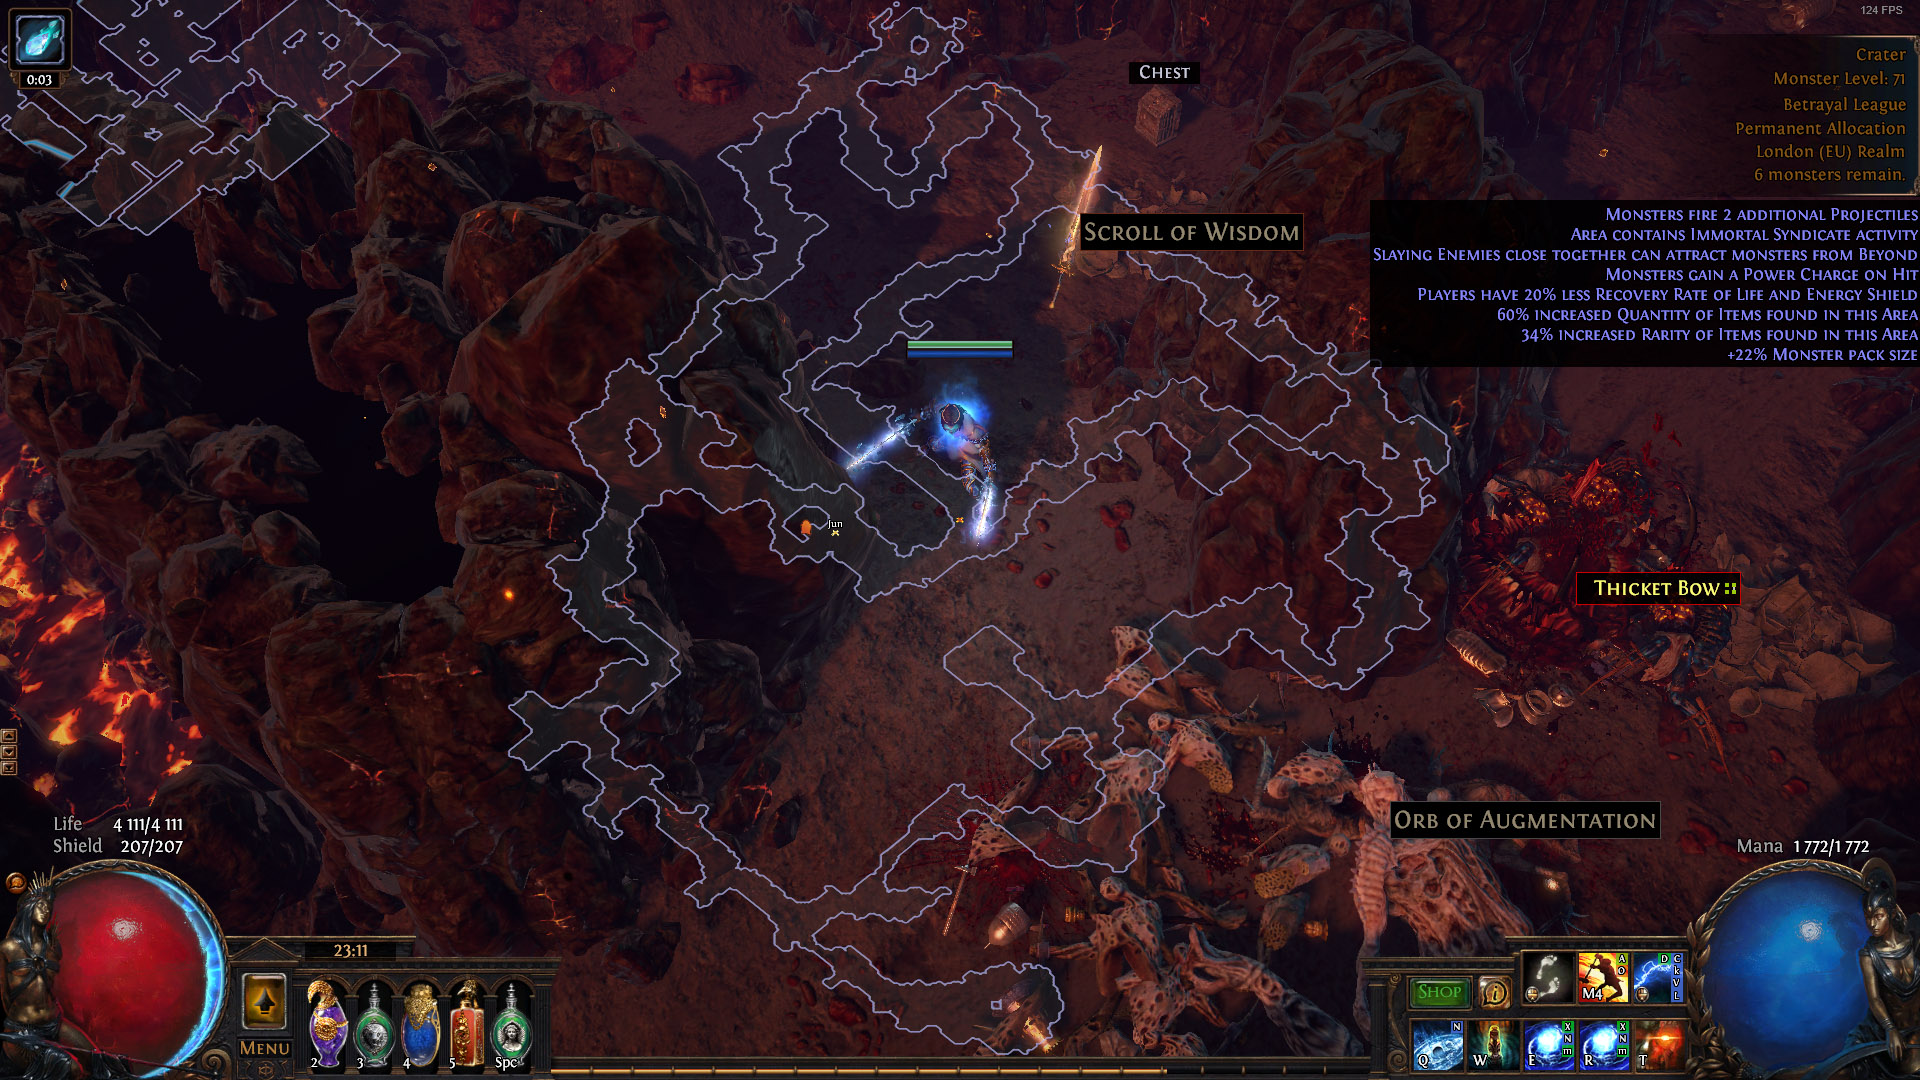 124 FPS
0:03
Crater
Monster Level: 71
Betrayal League
Permanent Allocation
London (EU) Realm
6 monsters remain.
Chest
Scroll of Wisdom
Monsters fire 2 additional Projectiles
Area contains Immortal Syndicate activity
Slaying Enemies close together can attract monsters from Beyond
Monsters gain a Power Charge on Hit
Players have 20% less Recovery Rate of Life and Energy Shield
60% increased Quantity of Items found in this Area
34% increased Rarity of Items found in this Area
+22% Monster pack size
Jun
Thicket Bow
Orb of Augmentation
Life 4 111/4 111
Shield 207/207
Mana 1 772/1 772
23:11
Menu
2
3
4
5
Spc
Shop
M4
A
O
D
C
k
V
L
Q
N
W
E
X
N
m
R
X
N
m
T